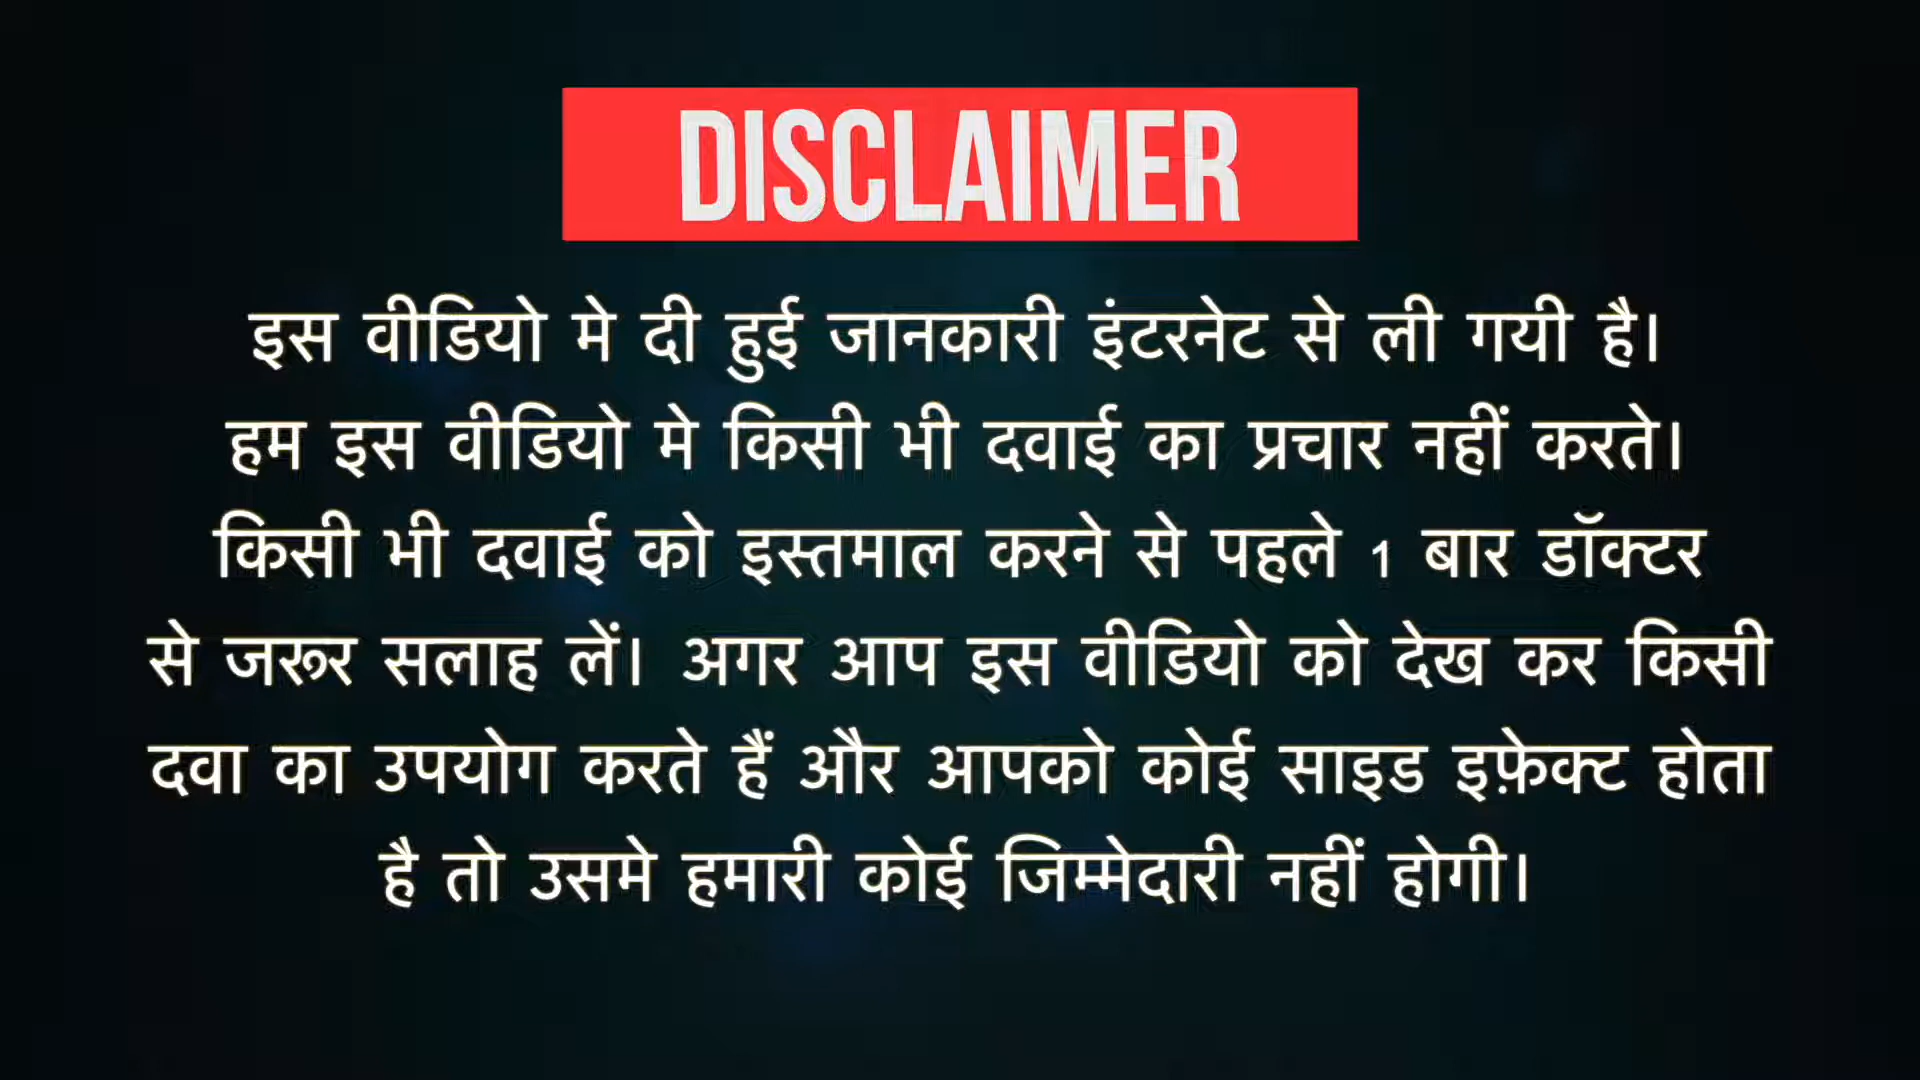 DISCLAIMER
इस वीडियो मे दी हुई जानकारी इंटरनेट से ली गयी है।
हम इस वीडियो मे किसी भी दवाई का प्रचार नहीं करते।
किसी भी दवाई को इस्तमाल करने से पहले 1 बार डॉक्टर
से जरूर सलाह लें। अगर आप इस वीडियो को देख कर किसी
दवा का उपयोग करते हैं और आपको कोई साइड इफ़ेक्ट होता
है तो उसमे हमारी कोई जिम्मेदारी नहीं होगी।